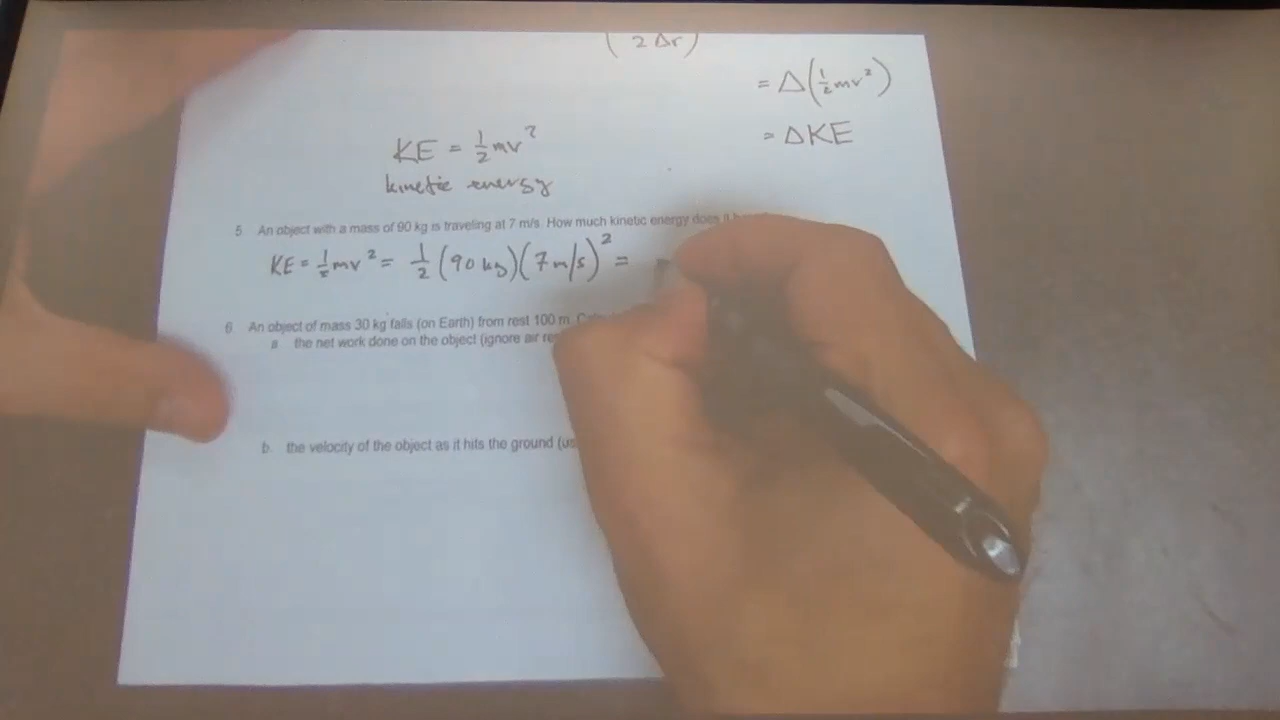 ( 2 Δr )
= Δ(½mv²)
= ΔKE
KE = ½mv²
kinetic energy
5. An object with a mass of 90 kg is traveling at 7 m/s. How much kinetic energy does it
KE = ½mv² = ½(90 kg)(7 m/s)² =
6. An object of mass 30 kg falls (on Earth) from rest 100 m.
a. the net work done on the object (ignore air
b. the velocity of the object as it hits the ground